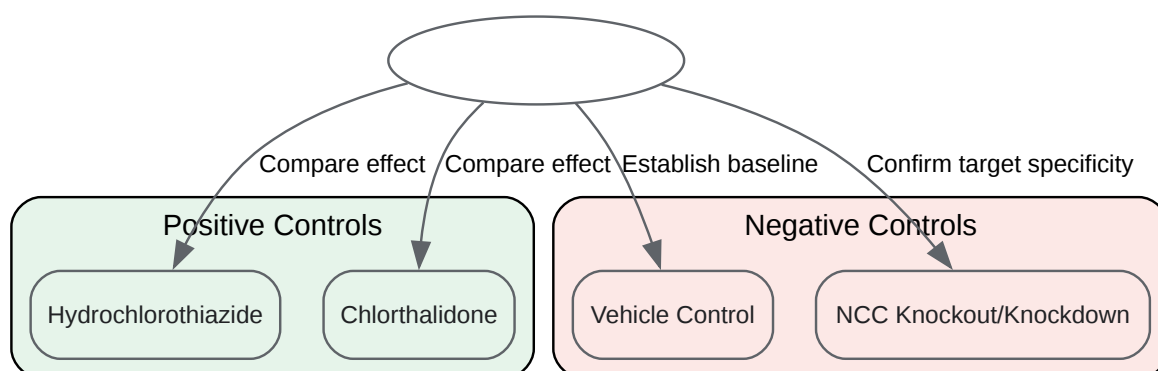 Compare effect
Compare effect
Establish baseline
Confirm target specificity
Positive Controls
Negative Controls
Hydrochlorothiazide
Chlorthalidone
Vehicle Control
NCC Knockout/Knockdown